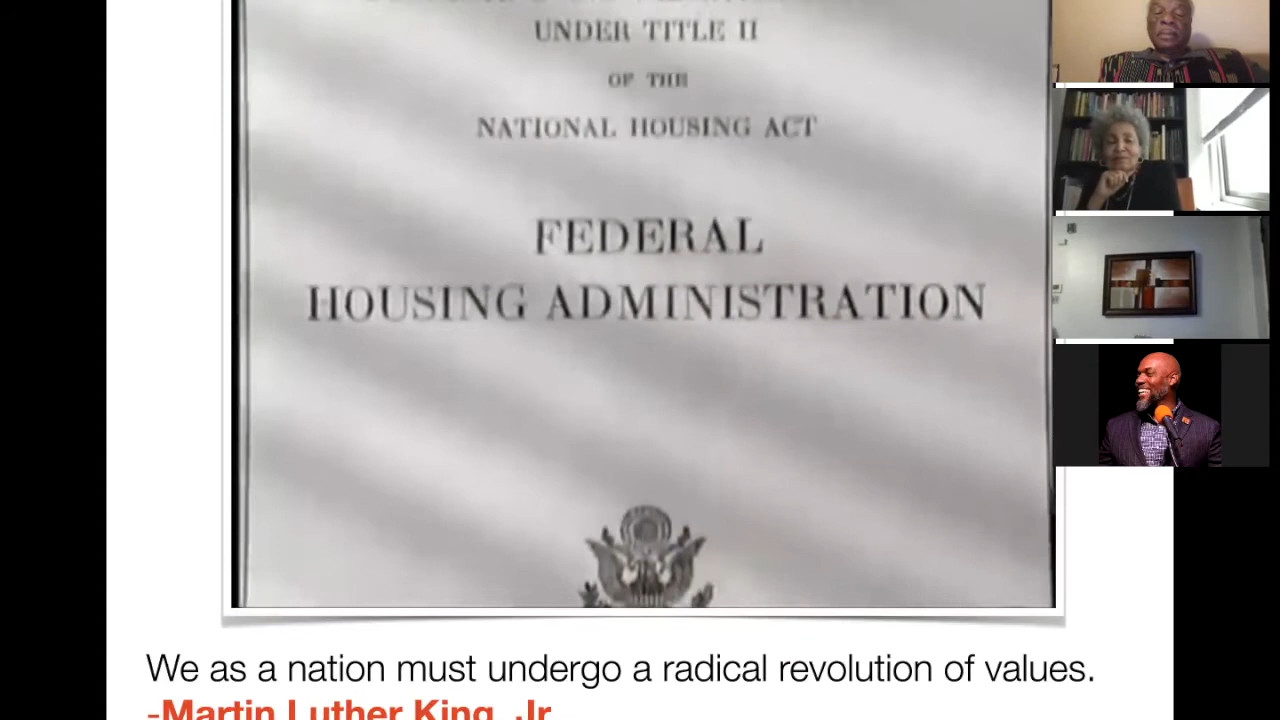 UNDER TITLE II
OF THE
NATIONAL HOUSING ACT
FEDERAL
HOUSING ADMINISTRATION
We as a nation must undergo a radical revolution of values.
-Martin Luther King, Jr